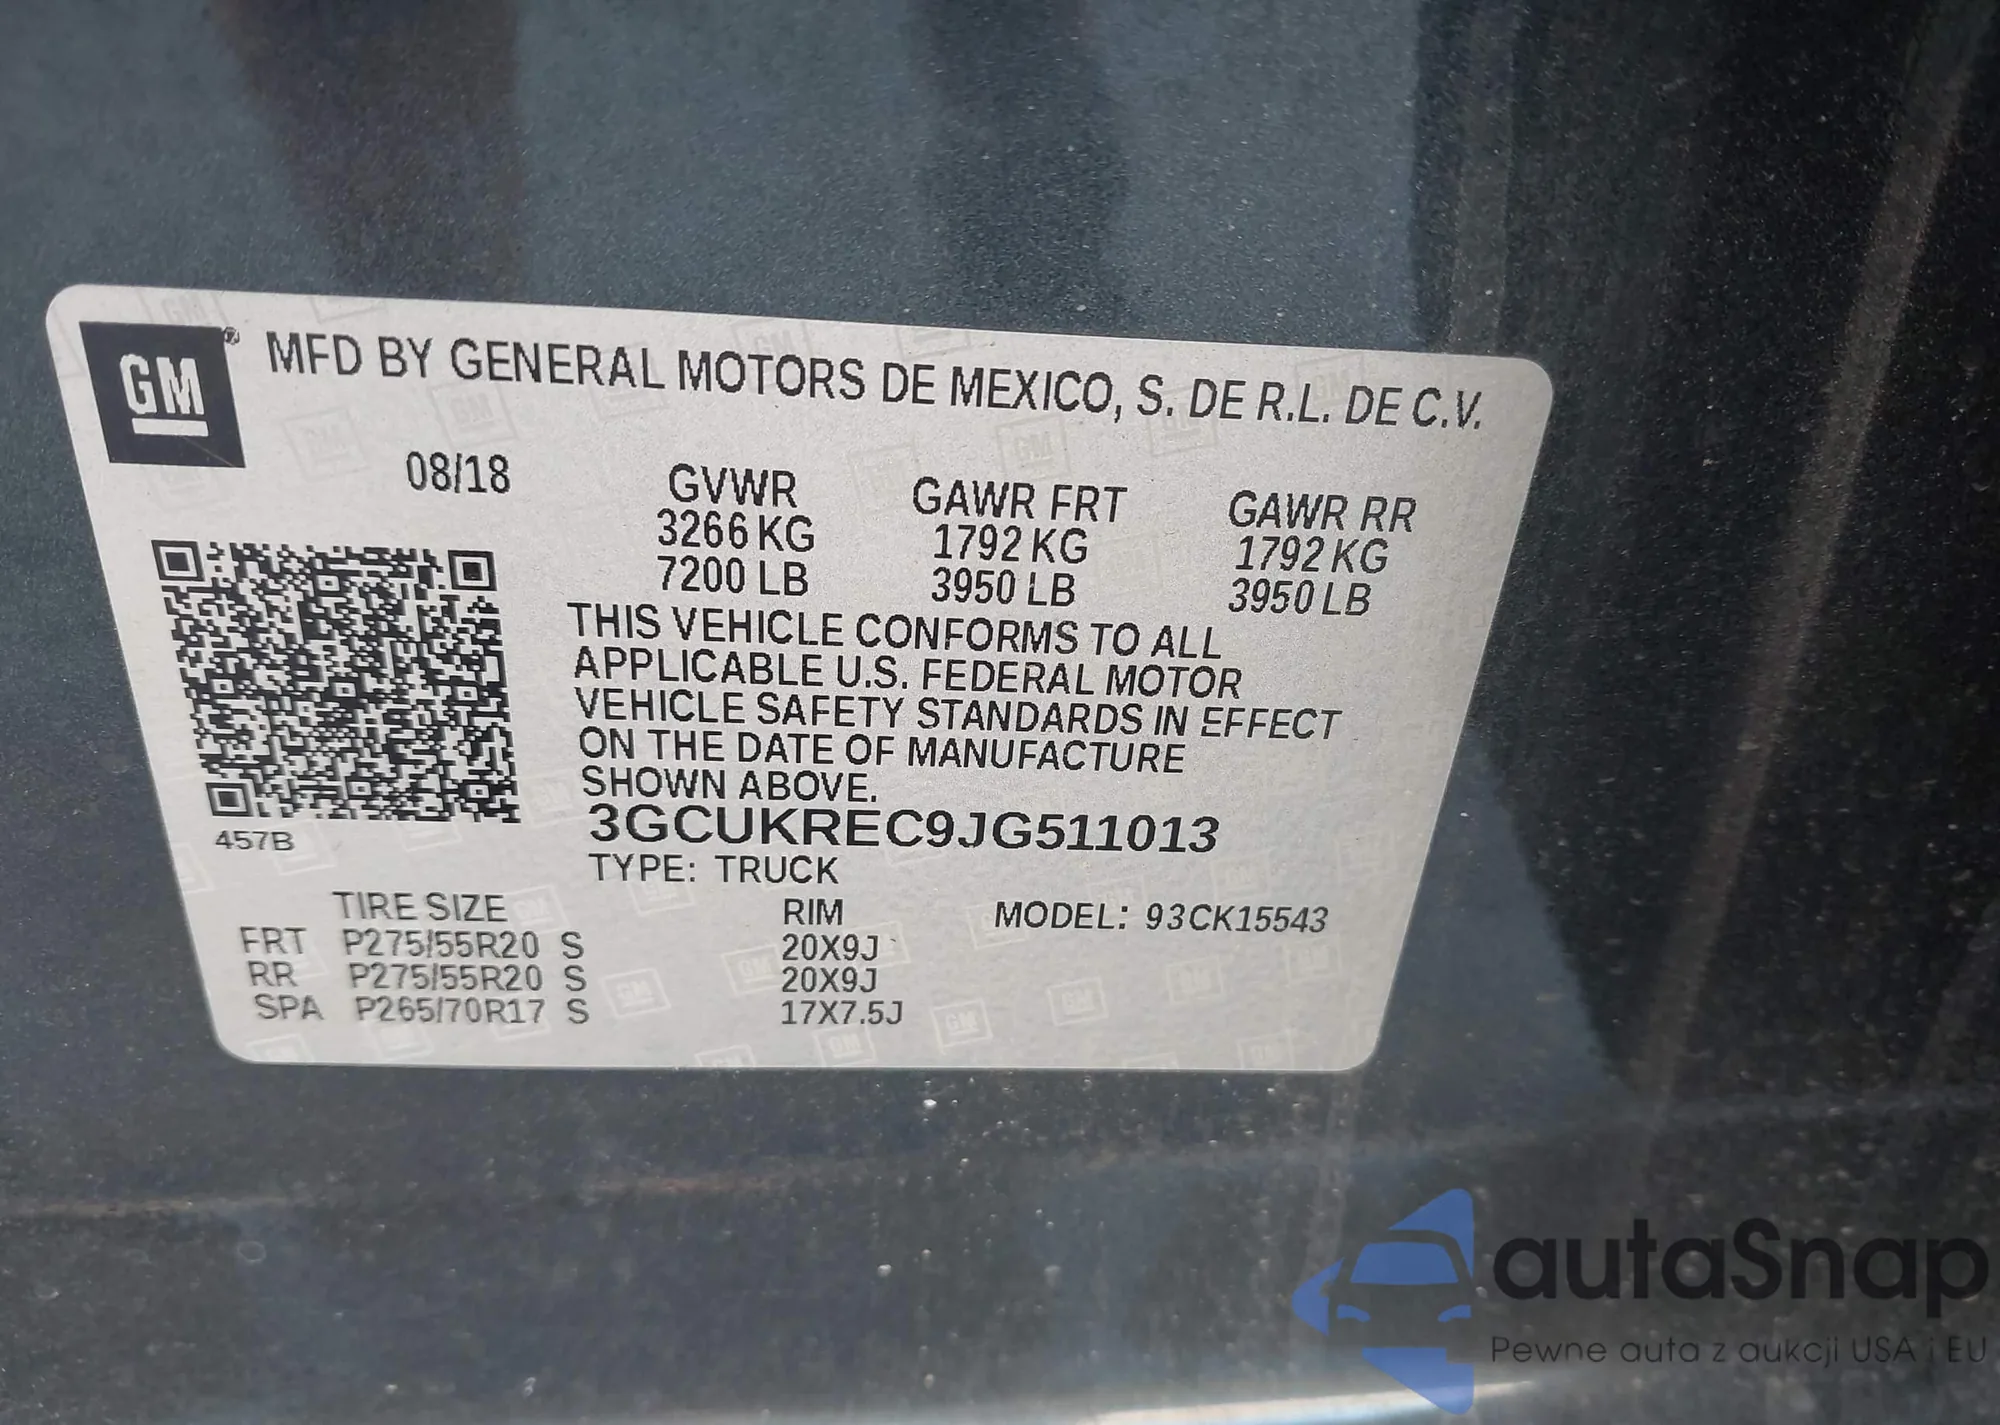 GM® MFD BY GENERAL MOTORS DE MEXICO, S. DE R.L. DE C.V.
08/18
GVWR GAWR FRT GAWR RR
3266 KG 1792 KG 1792 KG
7200 LB 3950 LB 3950 LB
THIS VEHICLE CONFORMS TO ALL
APPLICABLE U.S. FEDERAL MOTOR
VEHICLE SAFETY STANDARDS IN EFFECT
ON THE DATE OF MANUFACTURE
SHOWN ABOVE.
457B
3GCUKREC9JG511013
TYPE: TRUCK
TIRE SIZE RIM MODEL: 93CK15543
FRT P275/55R20 S 20X9J
RR P275/55R20 S 20X9J
SPA P265/70R17 S 17X7.5J
autaSnap
Pewne auta z aukcji USA i EU